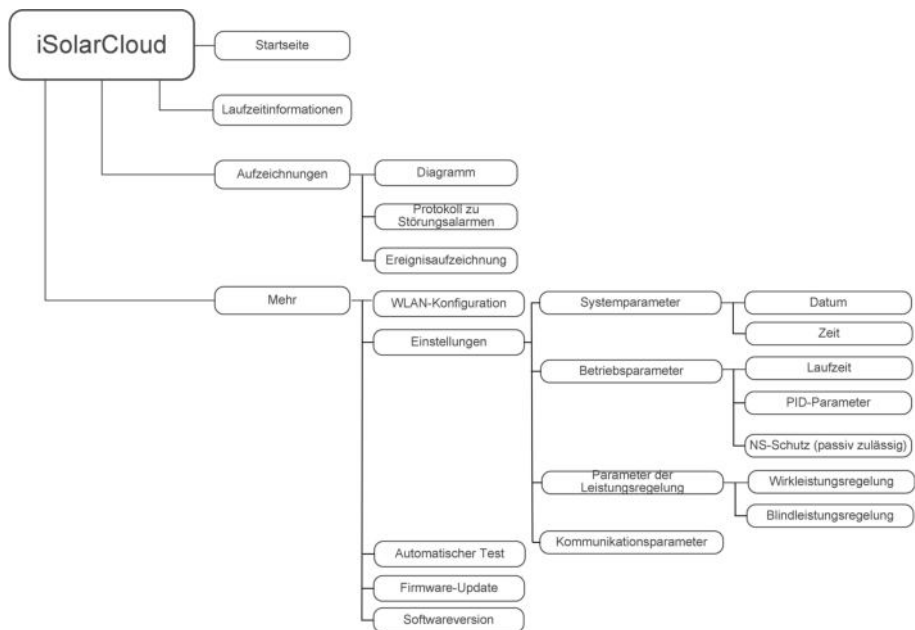 iSolarCloud
Startseite
Laufzeitinformationen
Aufzeichnungen
Diagramm
Protokoll zu
Störungsalarmen
Ereignisaufzeichnung
Mehr
WLAN-Konfiguration
Einstellungen
Systemparameter
Datum
Zeit
Betriebsparameter
Laufzeit
PID-Parameter
NS-Schutz (passiv zulässig)
Parameter der
Leistungsregelung
Wirkleistungsregelung
Blindleistungsregelung
Kommunikationsparameter
Automatischer Test
Firmware-Update
Softwareversion